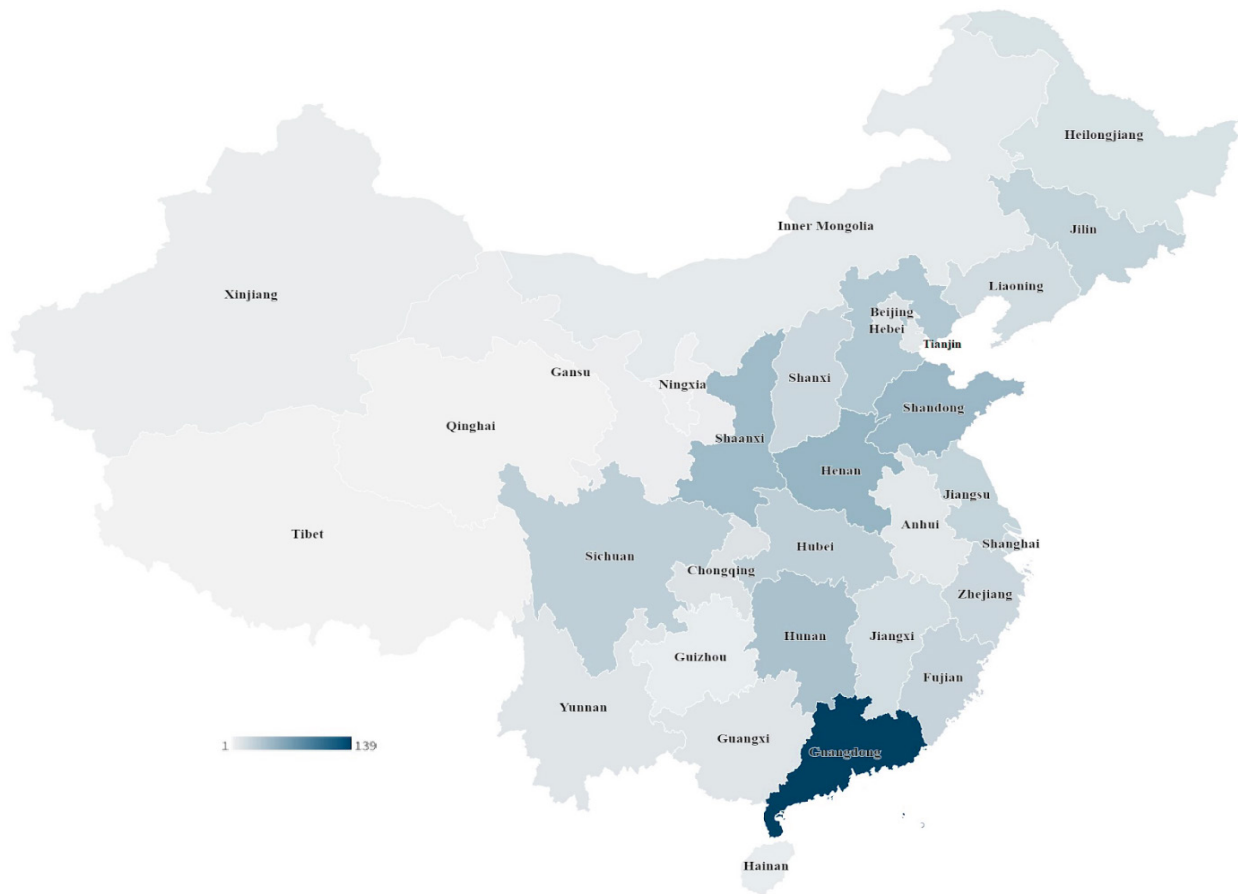 Heilongjiang
Jilin
Inner Mongolia
Liaoning
Xinjiang
Beijing
Hebei
Tianjin
Gansu
Ningxia
Shanxi
Shandong
Qinghai
Shaanxi
Henan
Jiangsu
Anhui
Tibet
Sichuan
Hubei
Shanghai
Chongqing
Zhejiang
Hunan
Jiangxi
Guizhou
Fujian
Yunnan
Guangxi
1 139
Guangdong
Hainan